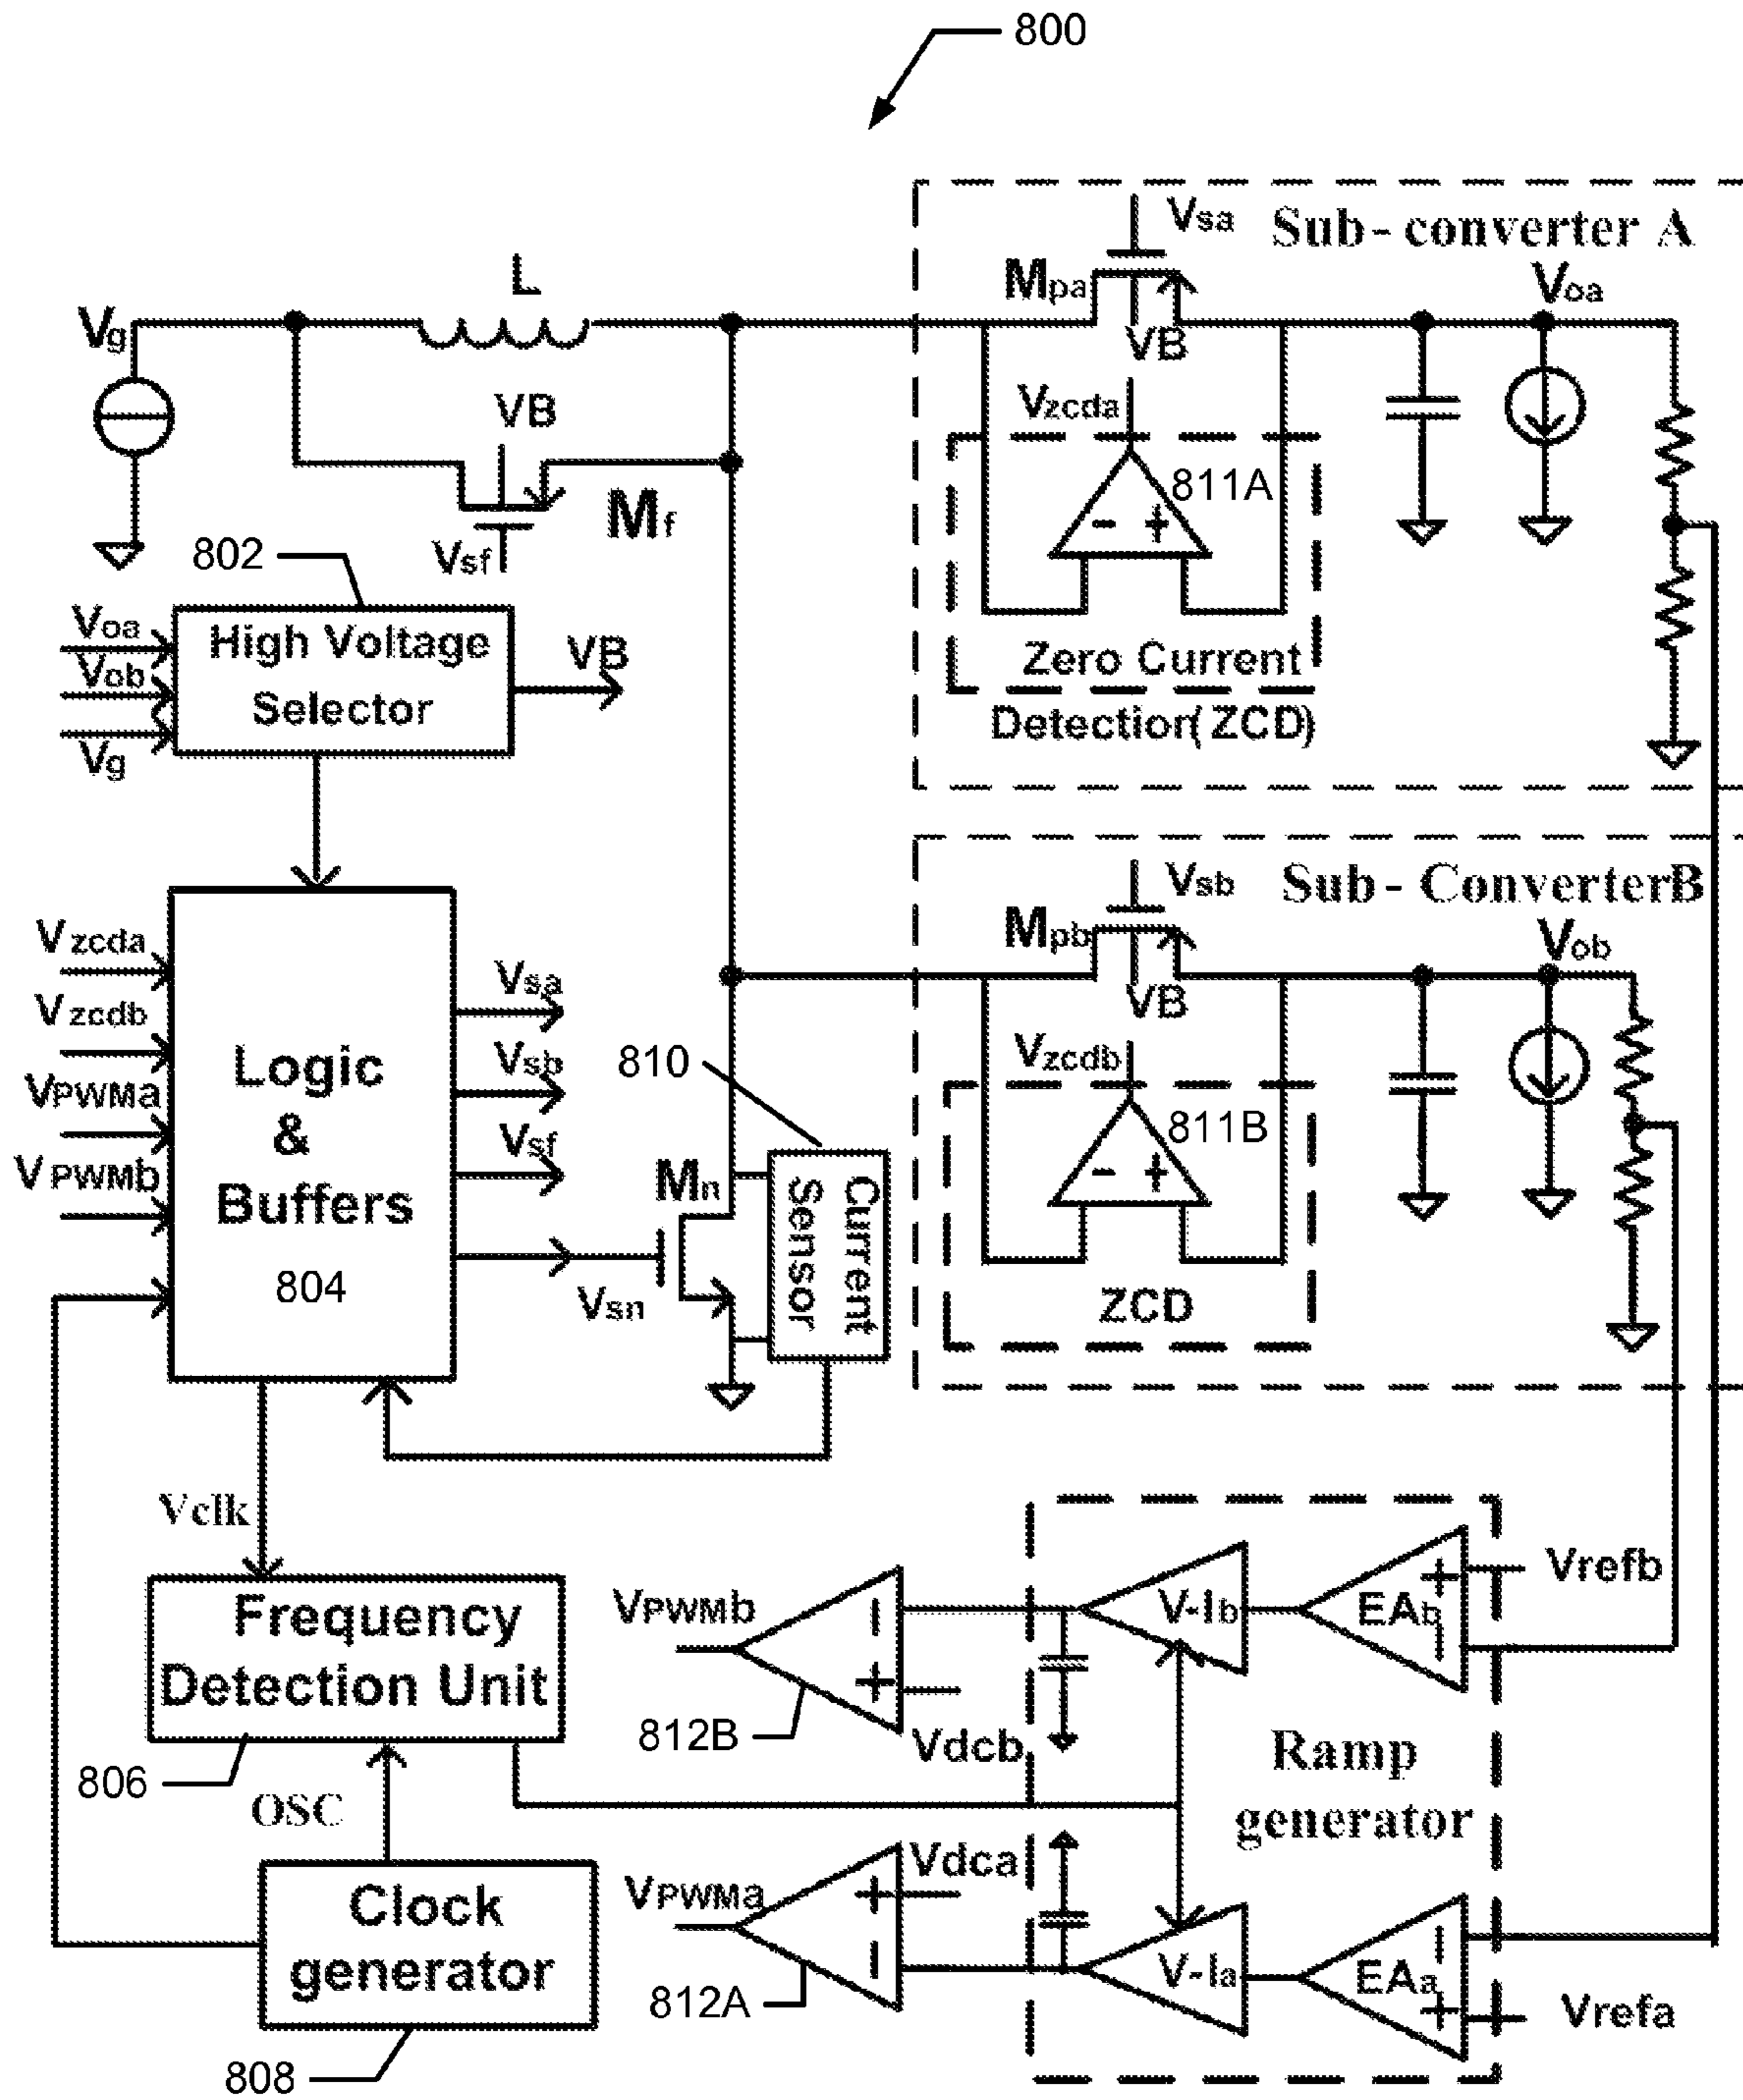 800
Vsa
Sub - converter A
Mpa
Voa
L
Vg
VB
VB
Vzcda
811A
- +
Mf
Vsf
802
Voa
Vob
Vg
High Voltage
Selector
VB
Zero Current
Detection(ZCD)
Vsb
Sub - ConverterB
Mpb
Vob
VB
Vzcda
Vzcdb
VPWMa
VPWMb
Logic
&
Buffers
804
Vsa
Vsb
Vsf
Vsn
810
Mn
Current
Sensor
Vzcdb
811B
- +
ZCD
Vclk
Frequency
Detection Unit
806
OSC
Clock
generator
808
VPWMb
-
+
812B
Vdcb
V-Ib
EAb
+
-
Vrefb
Ramp
generator
VPWMa
+
-
812A
Vdca
V-Ia
EAa
-
+
Vrefa